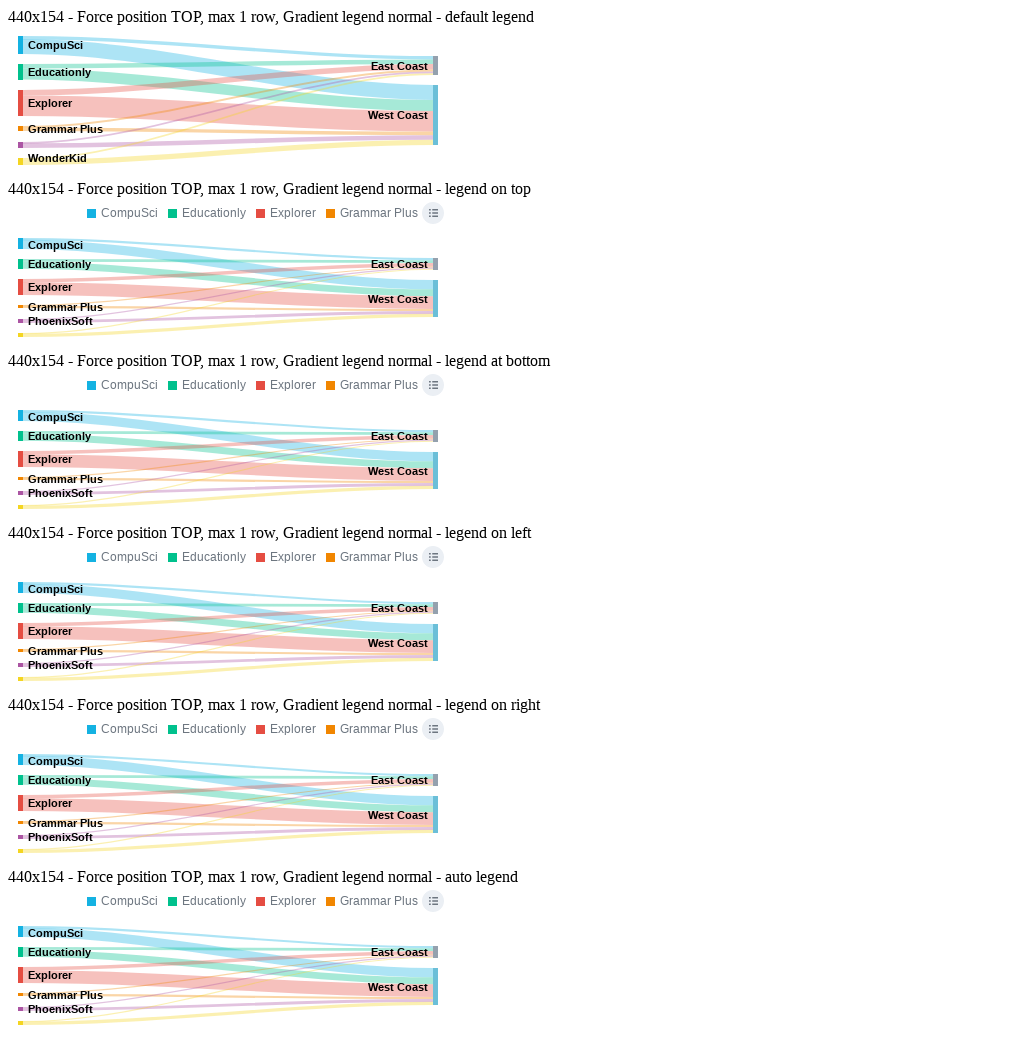 440x154 - Force position TOP, max 1 row, Gradient legend normal - default legend
CompuSci
East Coast
Educationly
Explorer
West Coast
Grammar Plus
WonderKid
440x154 - Force position TOP, max 1 row, Gradient legend normal - legend on top
CompuSci Educationly Explorer Grammar Plus
CompuSci
Educationly East Coast
Explorer
West Coast
Grammar Plus
PhoenixSoft
440x154 - Force position TOP, max 1 row, Gradient legend normal - legend at bottom
CompuSci Educationly Explorer Grammar Plus
CompuSci
Educationly East Coast
Explorer
West Coast
Grammar Plus
PhoenixSoft
440x154 - Force position TOP, max 1 row, Gradient legend normal - legend on left
CompuSci Educationly Explorer Grammar Plus
CompuSci
Educationly East Coast
Explorer
West Coast
Grammar Plus
PhoenixSoft
440x154 - Force position TOP, max 1 row, Gradient legend normal - legend on right
CompuSci Educationly Explorer Grammar Plus
CompuSci
Educationly East Coast
Explorer
West Coast
Grammar Plus
PhoenixSoft
440x154 - Force position TOP, max 1 row, Gradient legend normal - auto legend
CompuSci Educationly Explorer Grammar Plus
CompuSci
Educationly East Coast
Explorer
West Coast
Grammar Plus
PhoenixSoft